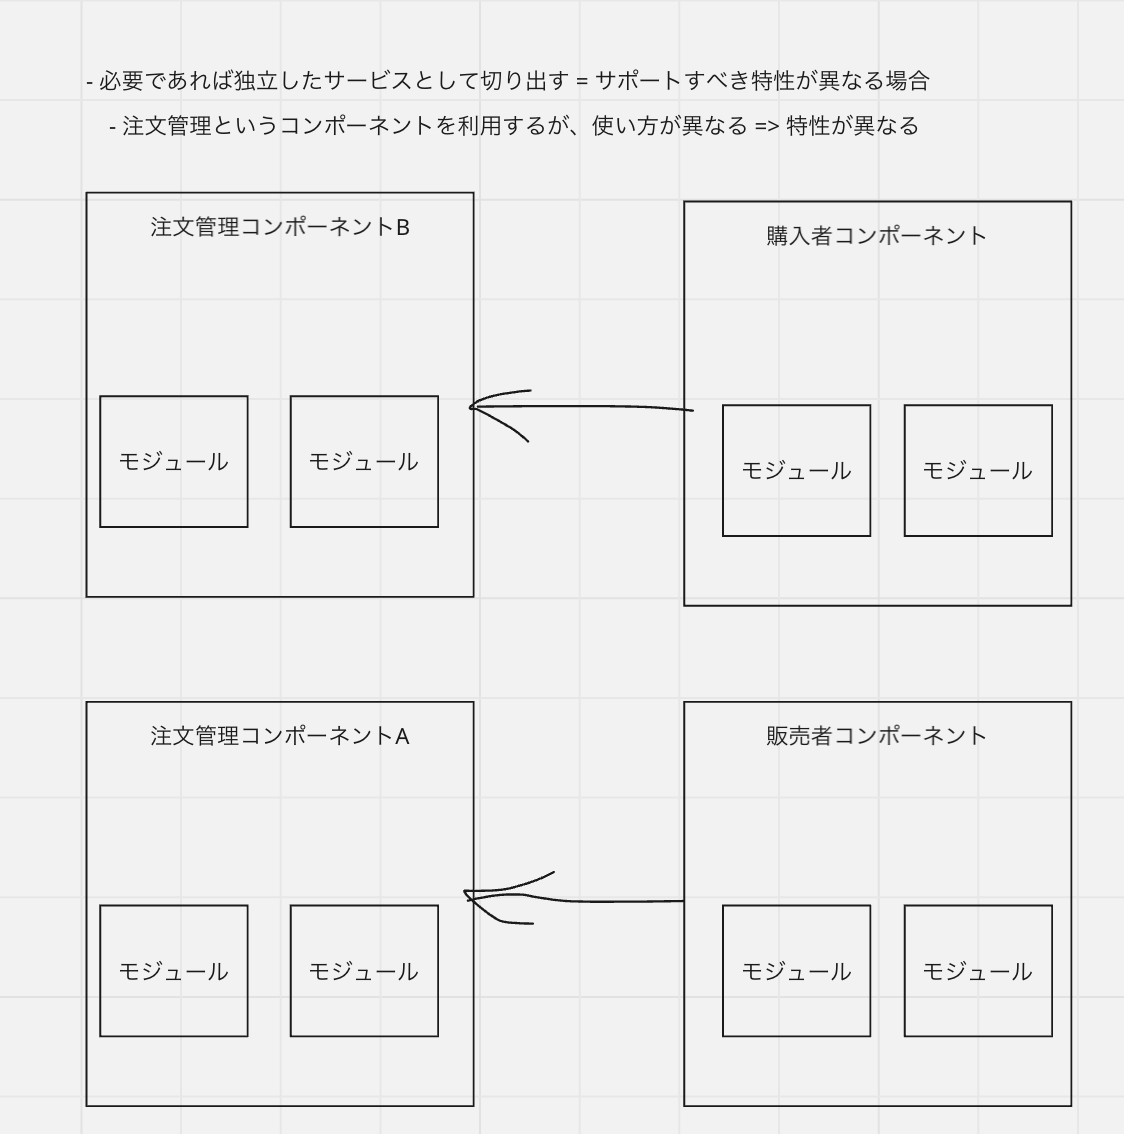 - 必要であれば独立したサービスとして切り出す = サポートすべき特性が異なる場合
- 注文管理というコンポーネントを利用するが、使い方が異なる => 特性が異なる
注文管理コンポーネントB
購入者コンポーネント
モジュール
モジュール
モジュール
モジュール
注文管理コンポーネントA
販売者コンポーネント
モジュール
モジュール
モジュール
モジュール